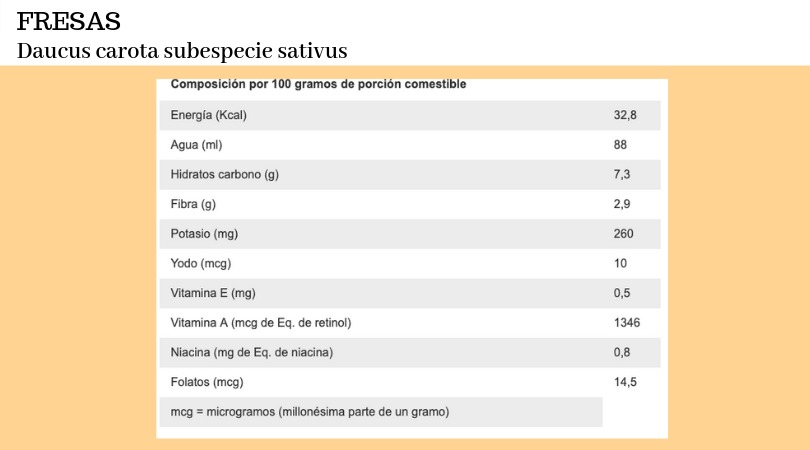 FRESAS
Daucus carota subespecie sativus
Composición por 100 gramos de porción comestible
Energía (Kcal) 32,8
Agua (ml) 88
Hidratos carbono (g) 7,3
Fibra (g) 2,9
Potasio (mg) 260
Yodo (mcg) 10
Vitamina E (mg) 0,5
Vitamina A (mcg de Eq. de retinol) 1346
Niacina (mg de Eq. de niacina) 0,8
Folatos (mcg) 14,5
mcg = microgramos (millonésima parte de un gramo)